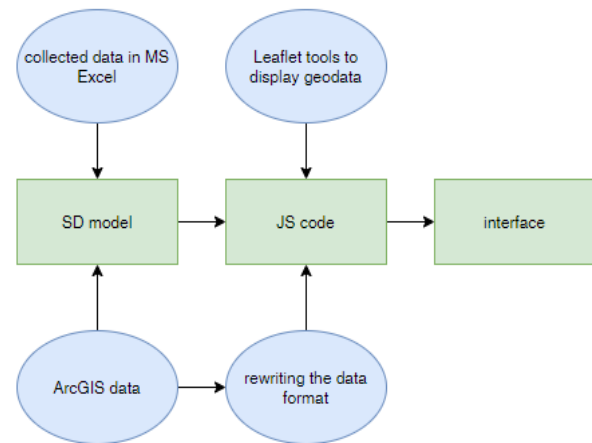 collected data in MS
Excel
Leaflet tools to
display geodata
SD model
JS code
interface
ArcGIS data
rewriting the data
format